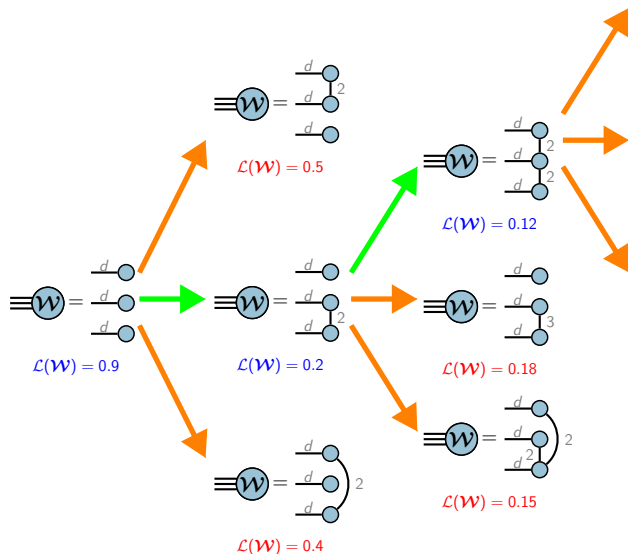 d
𝓦 = d 2
d
ℒ(𝓦) = 0.5
d
𝓦 = d 2
2
d
ℒ(𝓦) = 0.12
d
𝓦 = d
d
ℒ(𝓦) = 0.9
d
𝓦 = d
d 2
ℒ(𝓦) = 0.2
d
𝓦 = d
d 3
ℒ(𝓦) = 0.18
d
𝓦 = d 2
d 2
ℒ(𝓦) = 0.15
d
𝓦 = d 2
d
ℒ(𝓦) = 0.4